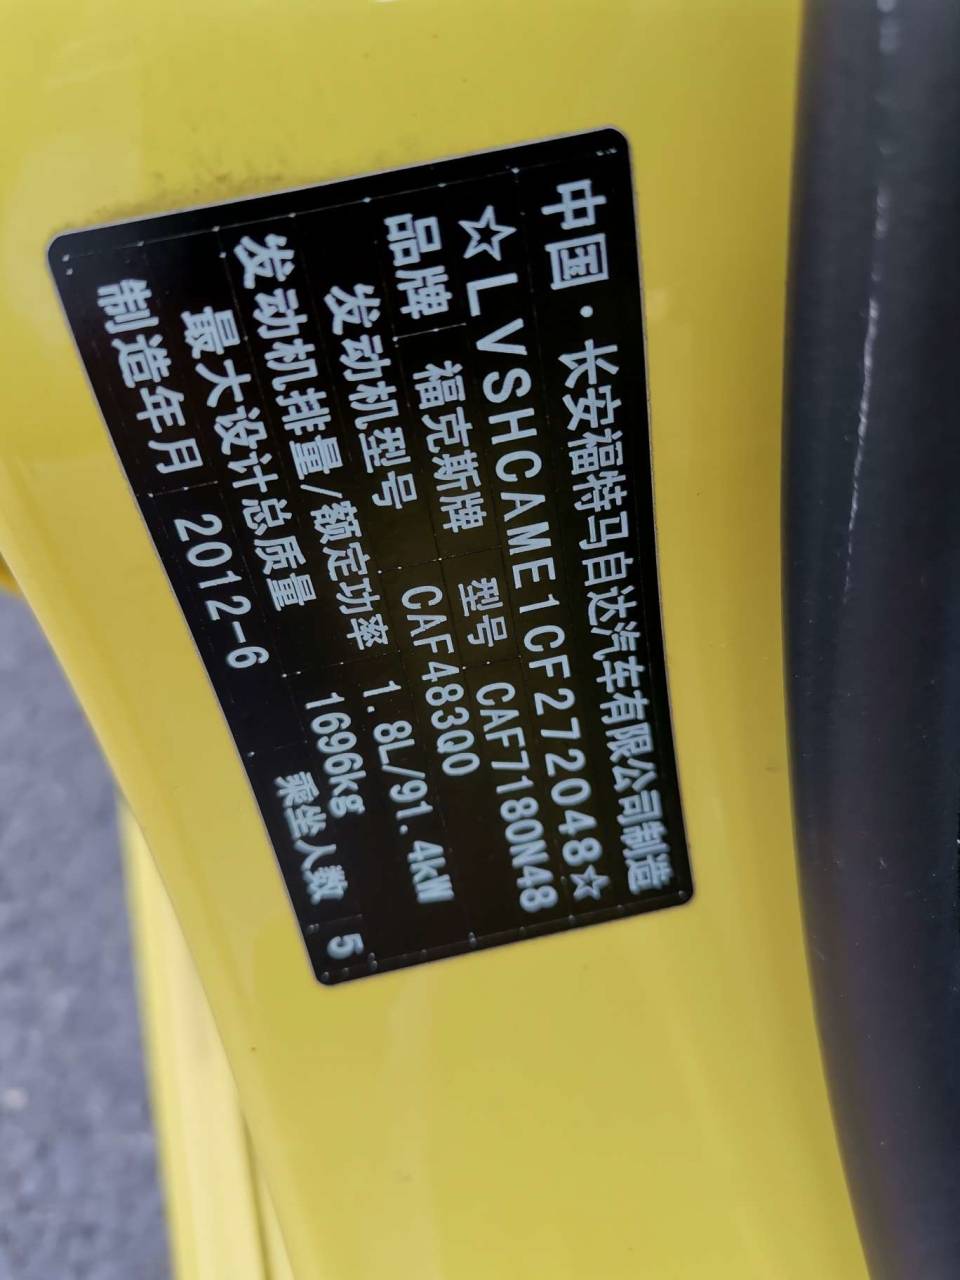 中国·长安福特马自达汽车有限公司制造
☆LVSHCAME1CF272048☆
品牌 福克斯牌 型号 CAF7180N48
发动机型号 CAF483Q0
发动机排量/额定功率 1.8L/91.4kW
最大设计总质量 1696kg
制造年月 2012-6 乘坐人数 5